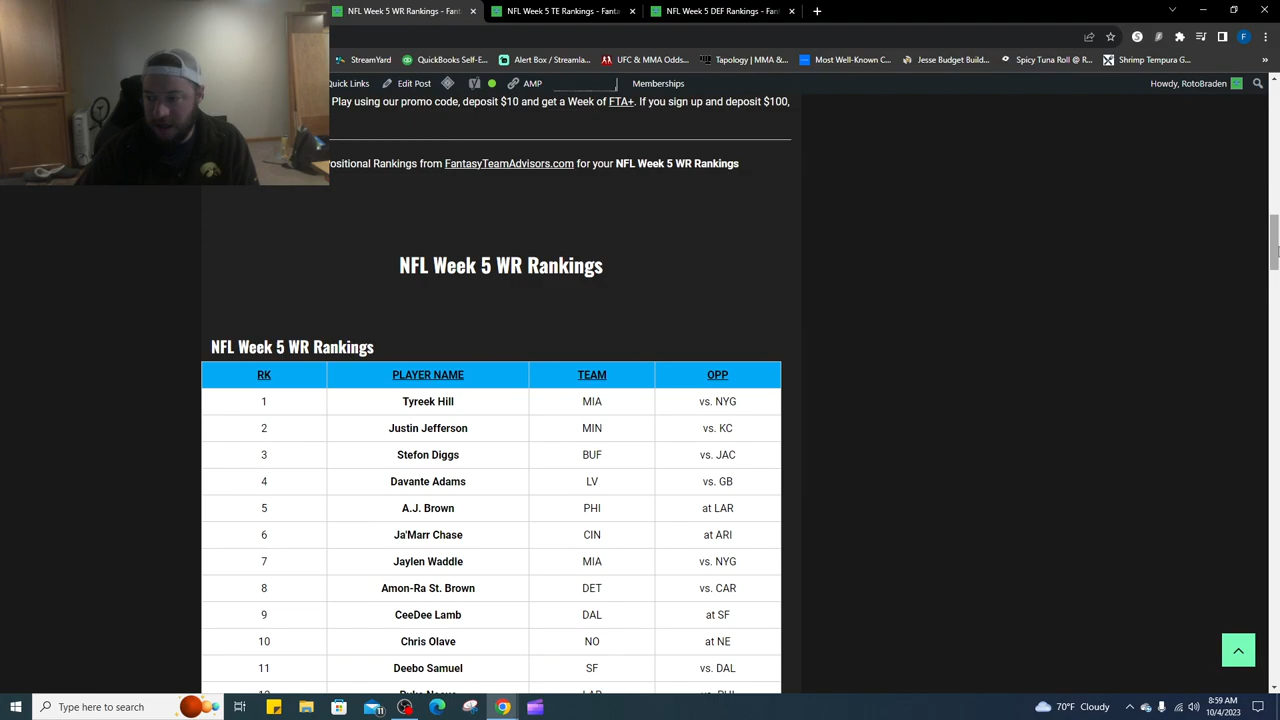 NFL Week 5 WR Rankings - Fant
NFL Week 5 TE Rankings - Fanta
NFL Week 5 DEF Rankings - Fan
StreamYard
QuickBooks Self-E...
Alert Box / Streamla...
UFC & MMA Odds...
Tapology | MMA &...
Most Well-Known C...
Jesse Budget Build...
Spicy Tuna Roll @ R...
Shrimp Tempura G...
Quick Links
Edit Post
AMP
Memberships
Howdy, RotoBraden
Play using our promo code, deposit $10 and get a Week of FTA+. If you sign up and deposit $100,
ositional Rankings from FantasyTeamAdvisors.com for your NFL Week 5 WR Rankings
NFL Week 5 WR Rankings
NFL Week 5 WR Rankings
RK PLAYER NAME TEAM OPP
1 Tyreek Hill MIA vs. NYG
2 Justin Jefferson MIN vs. KC
3 Stefon Diggs BUF vs. JAC
4 Davante Adams LV vs. GB
5 A.J. Brown PHI at LAR
6 Ja'Marr Chase CIN at ARI
7 Jaylen Waddle MIA vs. NYG
8 Amon-Ra St. Brown DET vs. CAR
9 CeeDee Lamb DAL at SF
10 Chris Olave NO at NE
11 Deebo Samuel SF vs. DAL
Type here to search
70°F Cloudy
8:59 AM
10/4/2023